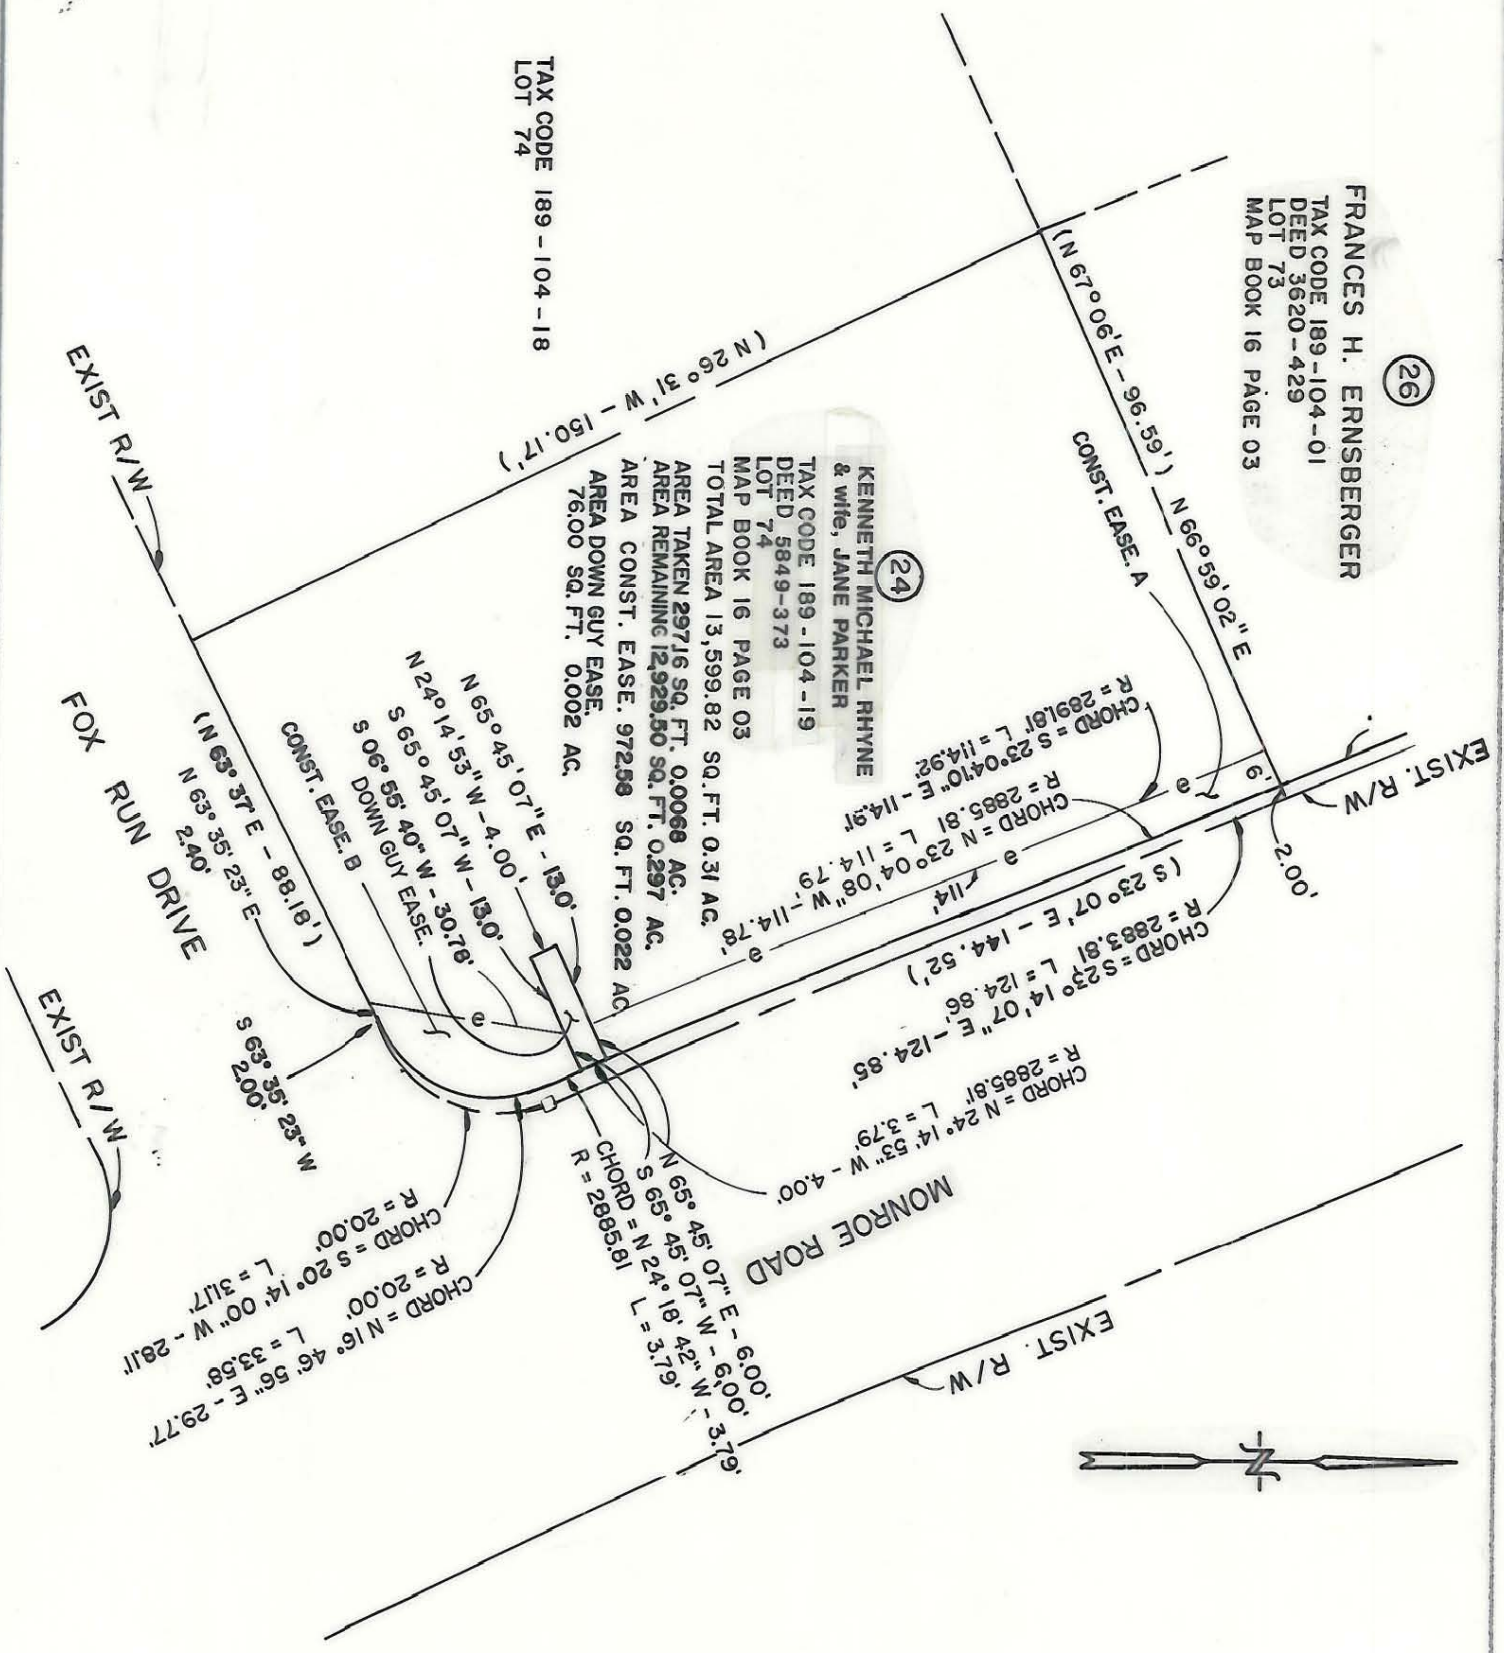 (26)
FRANCES H. ERNSBERGER
TAX CODE 189-104-01
DEED 3620-429
LOT 73
MAP BOOK 16 PAGE 03
TAX CODE 189-104-18
LOT 74
(N 67° 06' E - 96.59')
N 66° 59' 02" E
CONST. EASE. A
(N 26° 31' W - 150.17')
(24)
KENNETH MICHAEL RHYNE
& wife, JANE PARKER
TAX CODE 189-104-19
DEED 5849-373
LOT 74
MAP BOOK 16 PAGE 03
TOTAL AREA 13,599.82 SQ. FT. 0.31 AC.
AREA TAKEN 297.16 SQ. FT. 0.0068 AC.
AREA REMAINING 12,929.50 SQ. FT. 0.297 AC.
AREA CONST. EASE. 972.58 SQ. FT. 0.022 AC
AREA DOWN GUY EASE.
76.00 SQ. FT. 0.002 AC.
EXIST. R/W
6'
2.00'
CHORD = S 23° 04' 10" E - 114.91'
R = 2891.81' L = 114.92'
CHORD = N 23° 04' 08" W - 114.78'
R = 2885.81 L = 114.79'
e
e
e
114'
(S 23° 07' E - 144.52')
CHORD = S 23° 14' 07" E - 124.85'
R = 2883.81 L = 124.86'
CHORD = N 24° 14' 53" W - 4.00'
R = 2885.81' L = 3.79'
MONROE ROAD
EXIST. R/W
N
N 65° 45' 07" E - 13.0'
N 24° 14' 53" W - 4.00'
S 65° 45' 07" W - 13.0'
S 06° 55' 40" W - 30.78'
DOWN GUY EASE.
CONST. EASE. B
e
N 65° 45' 07" E - 6.00'
S 65° 45' 07" W - 6.00'
CHORD = N 24° 18' 42" W - 3.79'
R = 2885.81 L = 3.79'
EXIST R/W
(N 63° 37' E - 88.18')
N 63° 35' 23" E
2.40'
FOX RUN DRIVE
S 63° 35' 23" W
2.00'
EXIST R/W
CHORD = S 20° 14' 00" W - 28.11'
R = 20.00' L = 31.17'
CHORD = N 16° 46' 56" E - 29.77'
R = 20.00' L = 33.58'